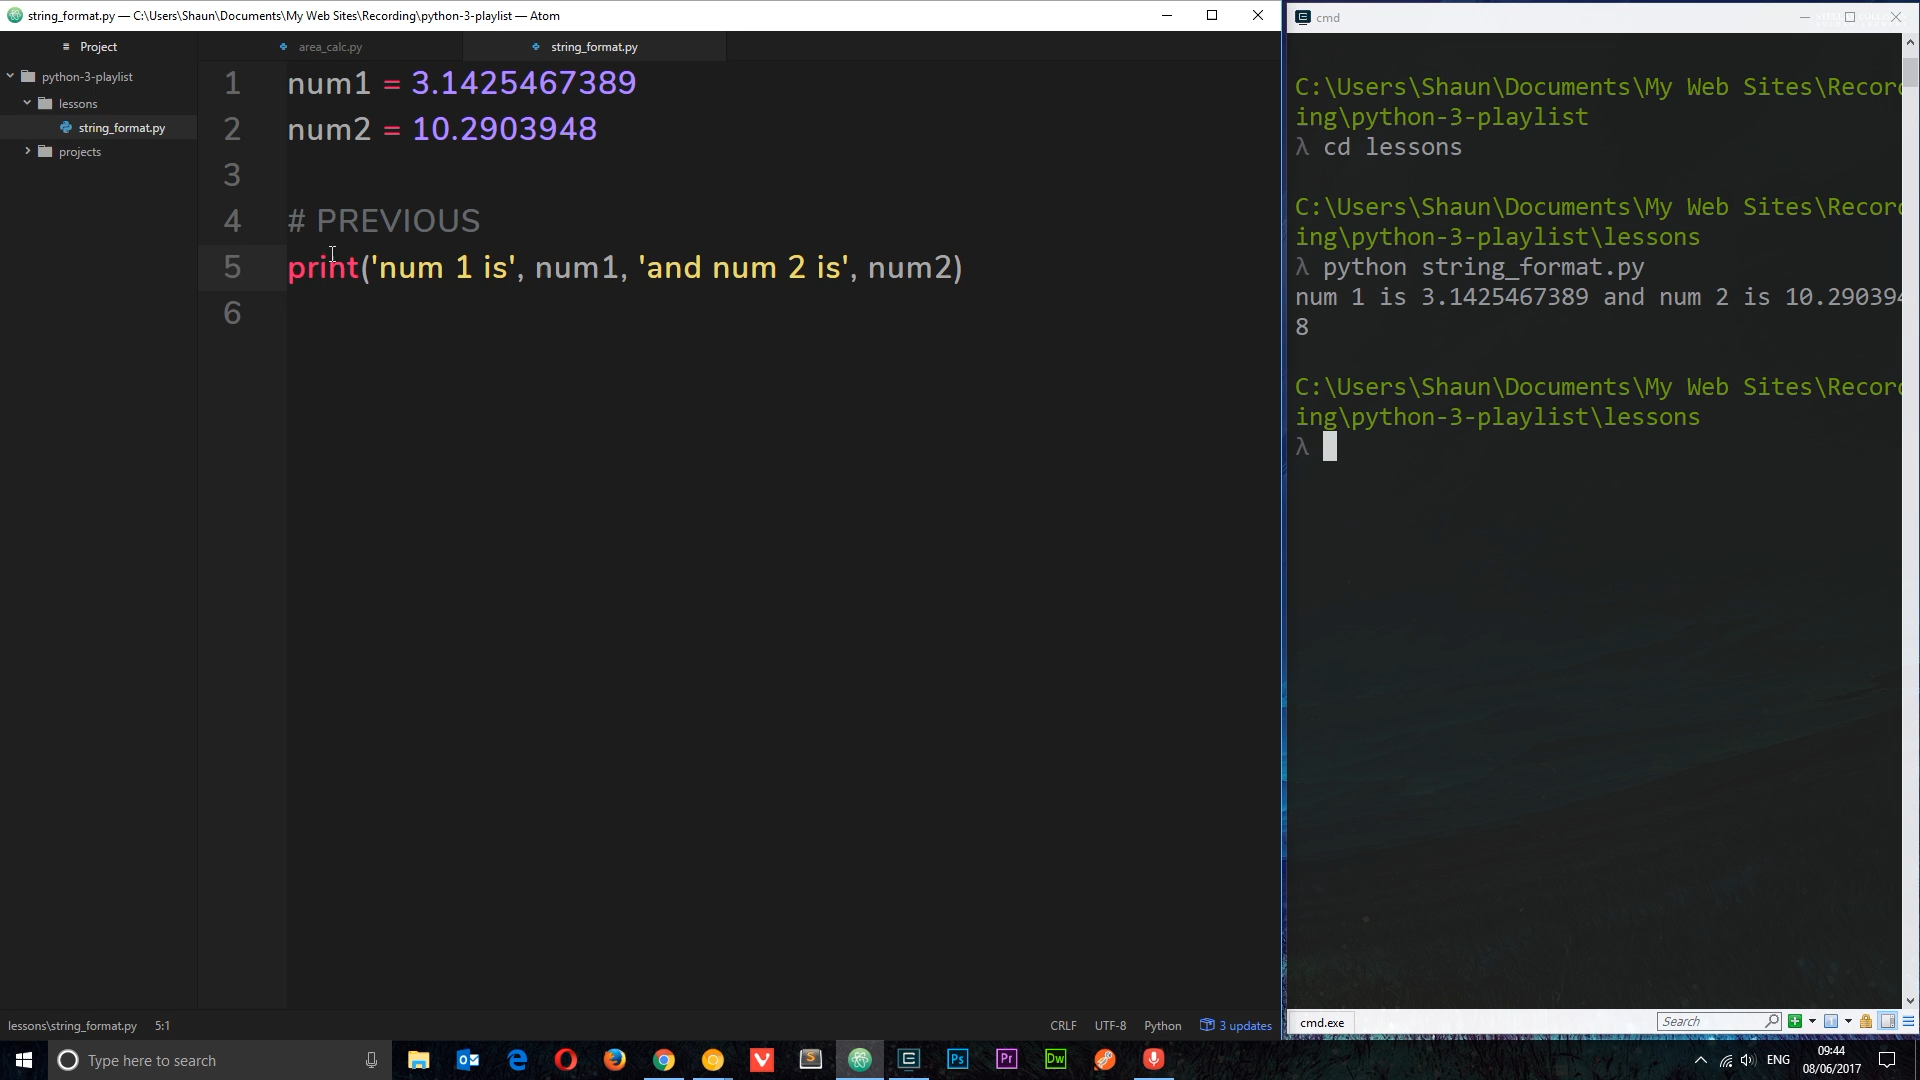 string_format.py — C:\Users\Shaun\Documents\My Web Sites\Recording\python-3-playlist — Atom
Project
python-3-playlist
lessons
string_format.py
projects
area_calc.py
string_format.py
1 num1 = 3.1425467389
2 num2 = 10.2903948
3
4 # PREVIOUS
5 print('num 1 is', num1, 'and num 2 is', num2)
6
lessons\string_format.py 5:1
CRLF UTF-8 Python 3 updates
cmd
C:\Users\Shaun\Documents\My Web Sites\Record
ing\python-3-playlist
λ cd lessons
C:\Users\Shaun\Documents\My Web Sites\Record
ing\python-3-playlist\lessons
λ python string_format.py
num 1 is 3.1425467389 and num 2 is 10.290394
8
C:\Users\Shaun\Documents\My Web Sites\Record
ing\python-3-playlist\lessons
λ
cmd.exe
Search
Type here to search
Ps
Pr
Dw
ENG
09:44
08/06/2017